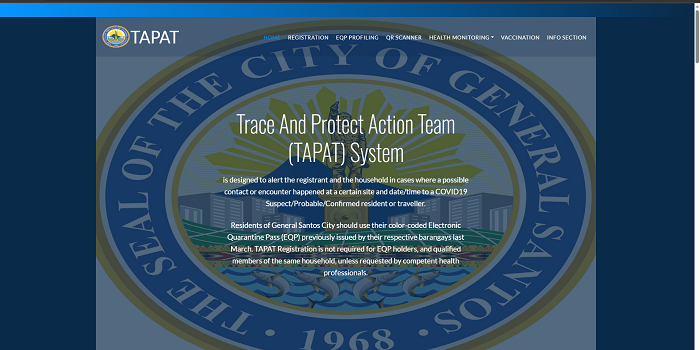 TAPAT
HOME REGISTRATION EQP PROFILING QR SCANNER HEALTH MONITORING VACCINATION INFO SECTION
THE SEAL OF THE CITY OF GENERAL SANTOS
Trace And Protect Action Team
(TAPAT) System
is designed to alert the registrant and the household in cases where a possible
contact or encounter happened at a certain site and date/time to a COVID19
Suspect/Probable/Confirmed resident or traveller.
Residents of General Santos City should use their color-coded Electronic
Quarantine Pass (EQP) previously issued by their respective barangays last
March. TAPAT Registration is not required for EQP holders, and qualified
members of the same household, unless requested by competent health
professionals.
1968